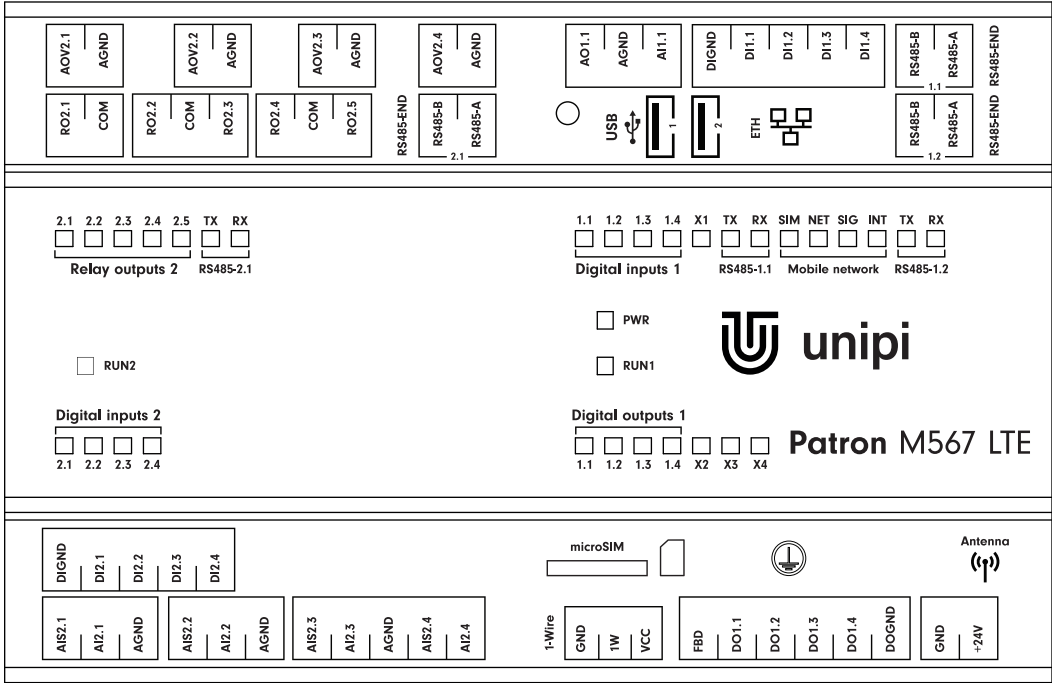 AOV2.1 AGND AOV2.2 AGND AOV2.3 AGND AOV2.4 AGND AO1.1 AGND AI1.1 DIGND DI1.1 DI1.2 DI1.3 DI1.4 RS485-B RS485-A RS485-END
1.1
RO2.1 COM RO2.2 COM RO2.3 RO2.4 COM RO2.5 RS485-END RS485-B RS485-A USB 1 2 ETH RS485-B RS485-A RS485-END
2.1 1.2
2.1 2.2 2.3 2.4 2.5 TX RX 1.1 1.2 1.3 1.4 X1 TX RX SIM NET SIG INT TX RX
Relay outputs 2 RS485-2.1 Digital inputs 1 RS485-1.1 Mobile network RS485-1.2
PWR
unipi
RUN2 RUN1
Digital inputs 2 Digital outputs 1
Patron M567 LTE
2.1 2.2 2.3 2.4 1.1 1.2 1.3 1.4 X2 X3 X4
DIGND DI2.1 DI2.2 DI2.3 DI2.4 microSIM Antenna
AIS2.1 AI2.1 AGND AIS2.2 AI2.2 AGND AIS2.3 AI2.3 AGND AIS2.4 AI2.4 1-Wire GND 1W VCC FBD DO1.1 DO1.2 DO1.3 DO1.4 DOGND GND +24V